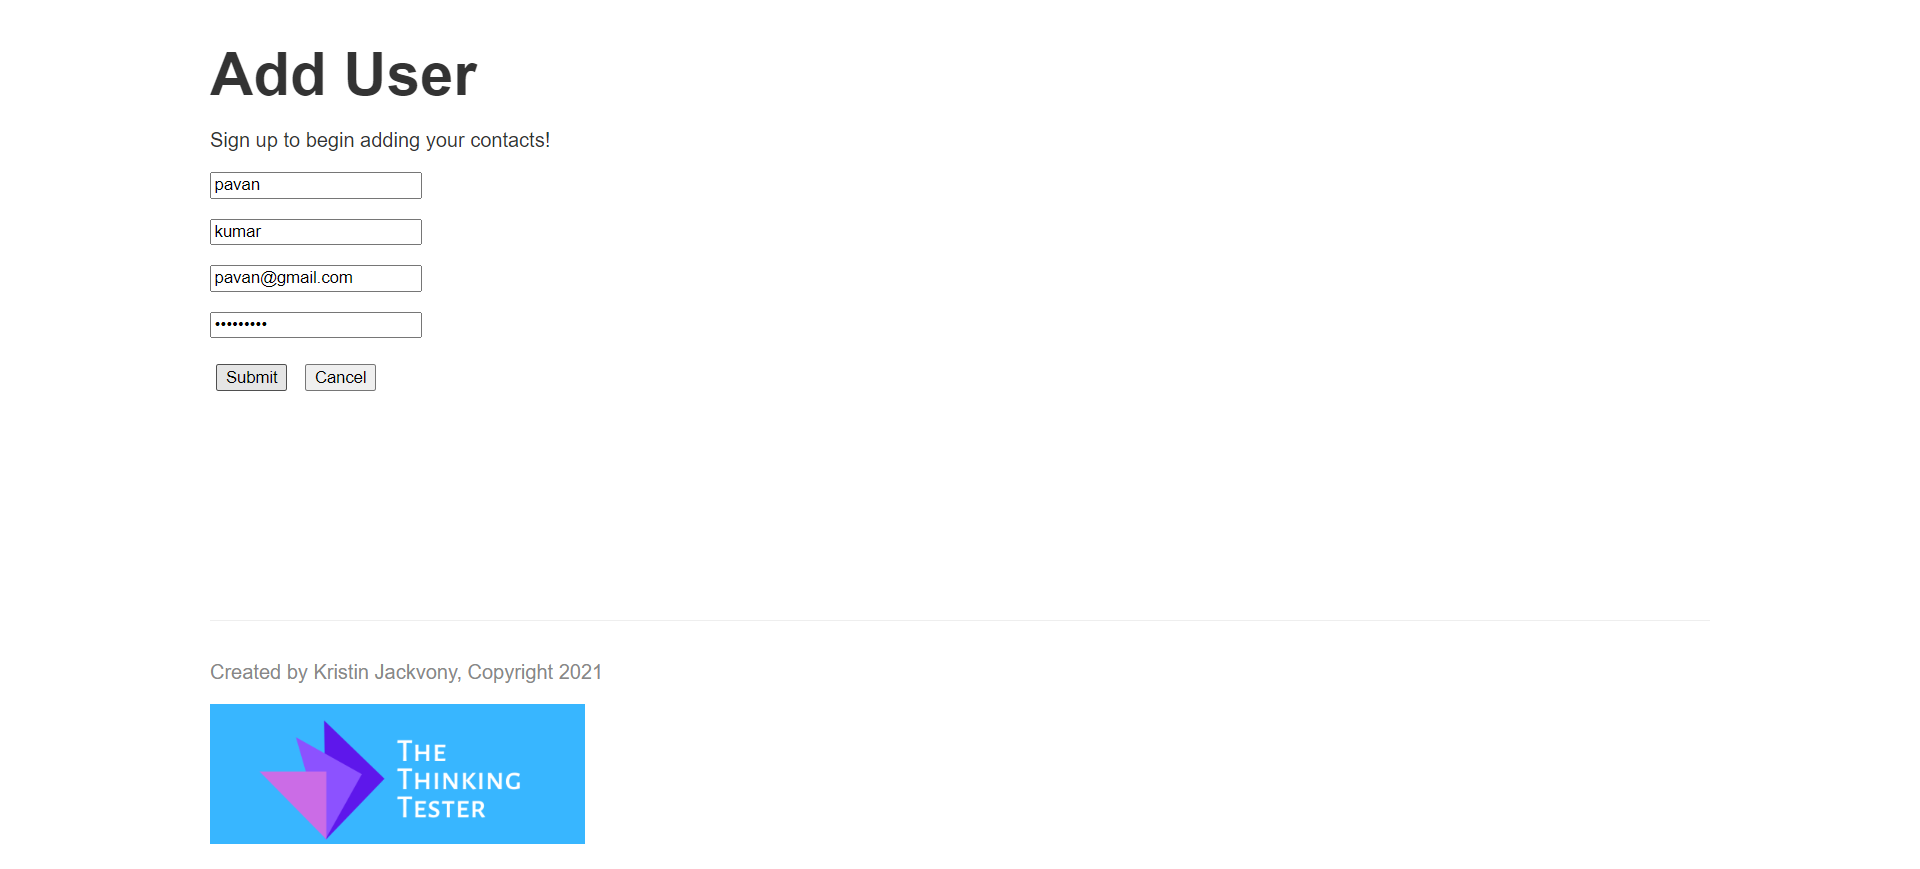 Add User
Sign up to begin adding your contacts!
pavan
kumar
pavan@gmail.com
•••••••••
Submit Cancel
Created by Kristin Jackvony, Copyright 2021
THE
THINKING
TESTER